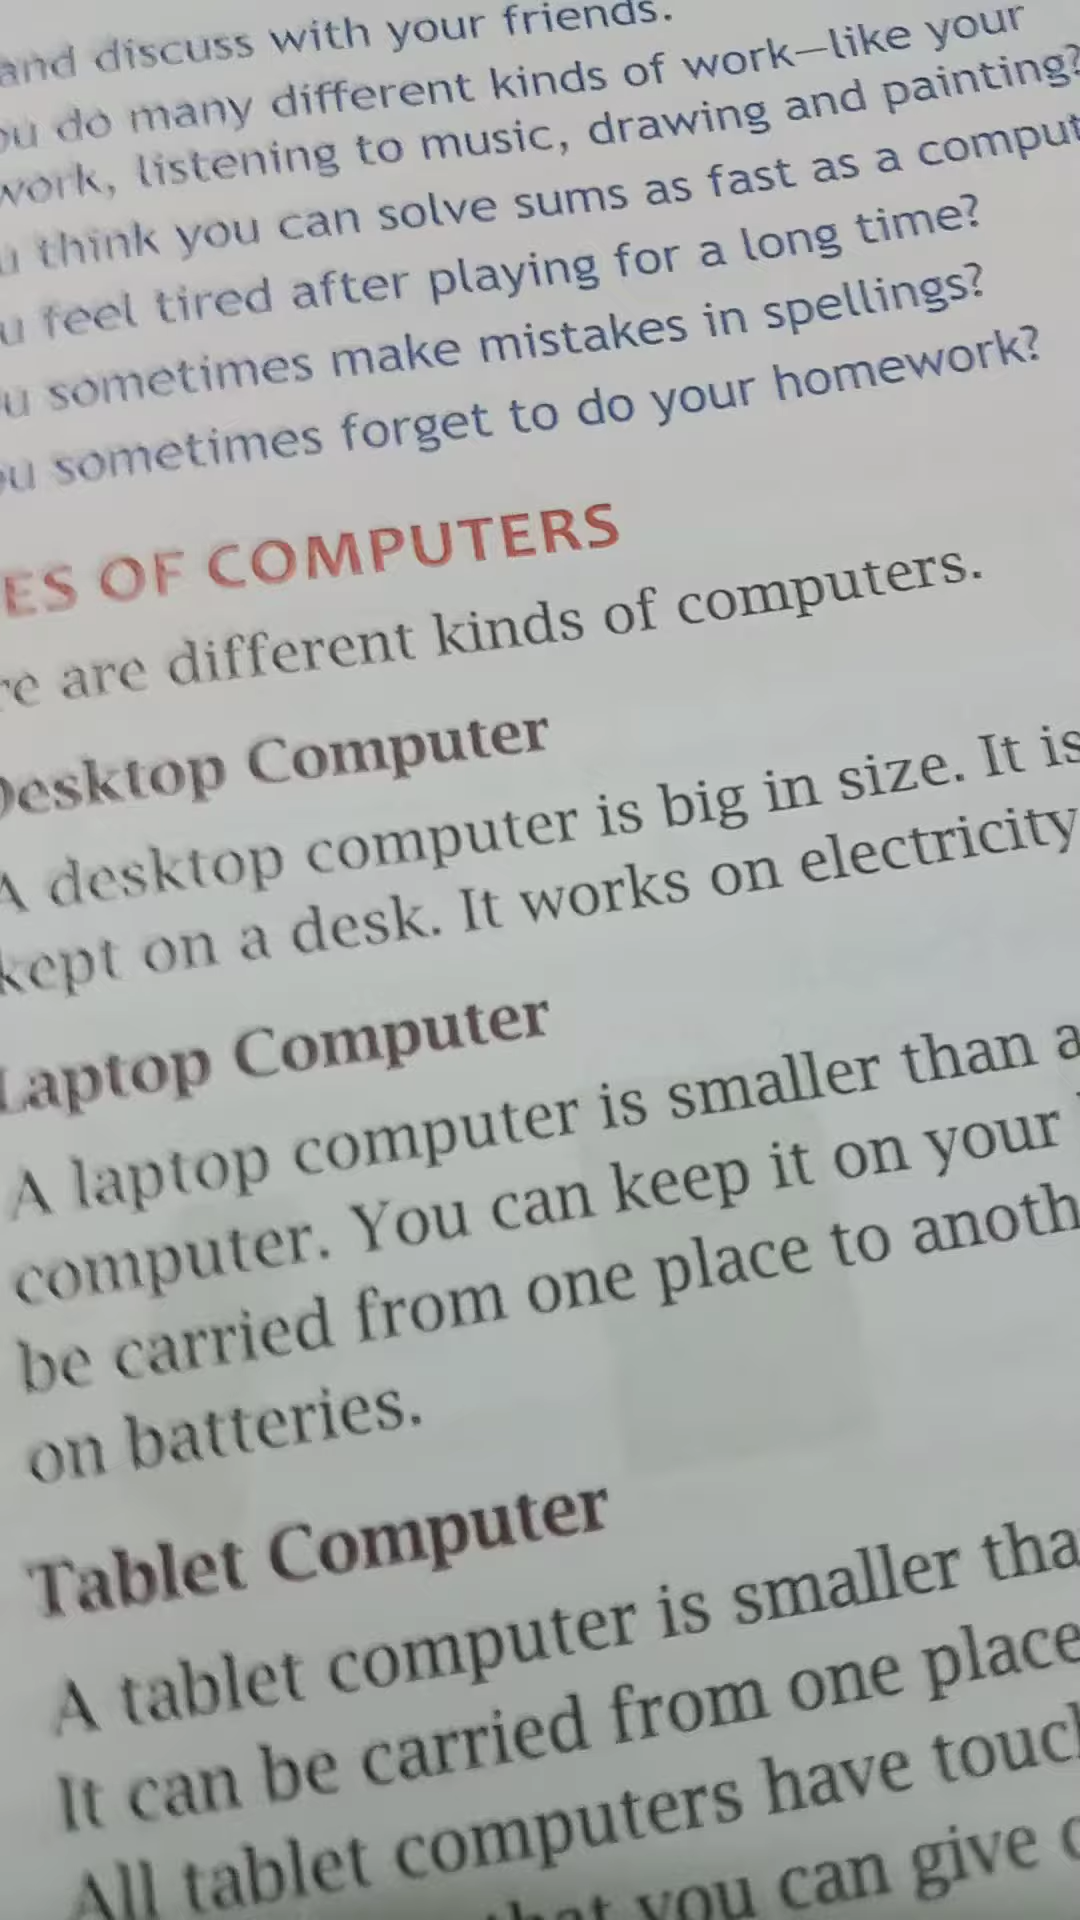 and discuss with your friends.
ou do many different kinds of work—like your
work, listening to music, drawing and painting?
u think you can solve sums as fast as a comput
u feel tired after playing for a long time?
u sometimes make mistakes in spellings?
ou sometimes forget to do your homework?
ES OF COMPUTERS
re are different kinds of computers.
Desktop Computer
A desktop computer is big in size. It is
kept on a desk. It works on electricity
Laptop Computer
A laptop computer is smaller than a
computer. You can keep it on your
be carried from one place to anoth
on batteries.
Tablet Computer
A tablet computer is smaller tha
It can be carried from one place
All tablet computers have touch
that you can give